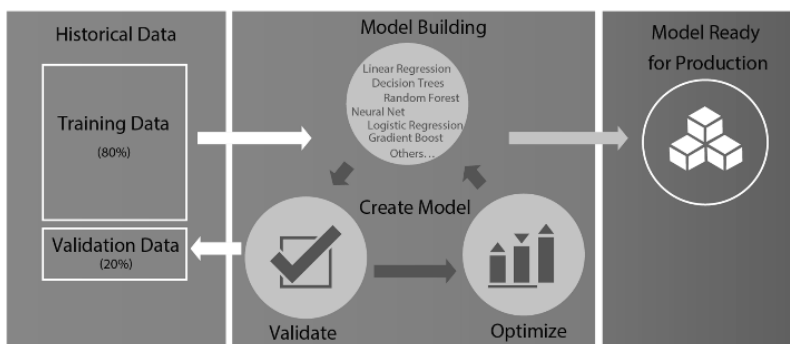 Historical Data
Training Data
(80%)
Validation Data
(20%)
Model Building
Linear Regression
Decision Trees
Random Forest
Neural Net
Logistic Regression
Gradient Boost
Others...
Create Model
Validate
Optimize
Model Ready
for Production